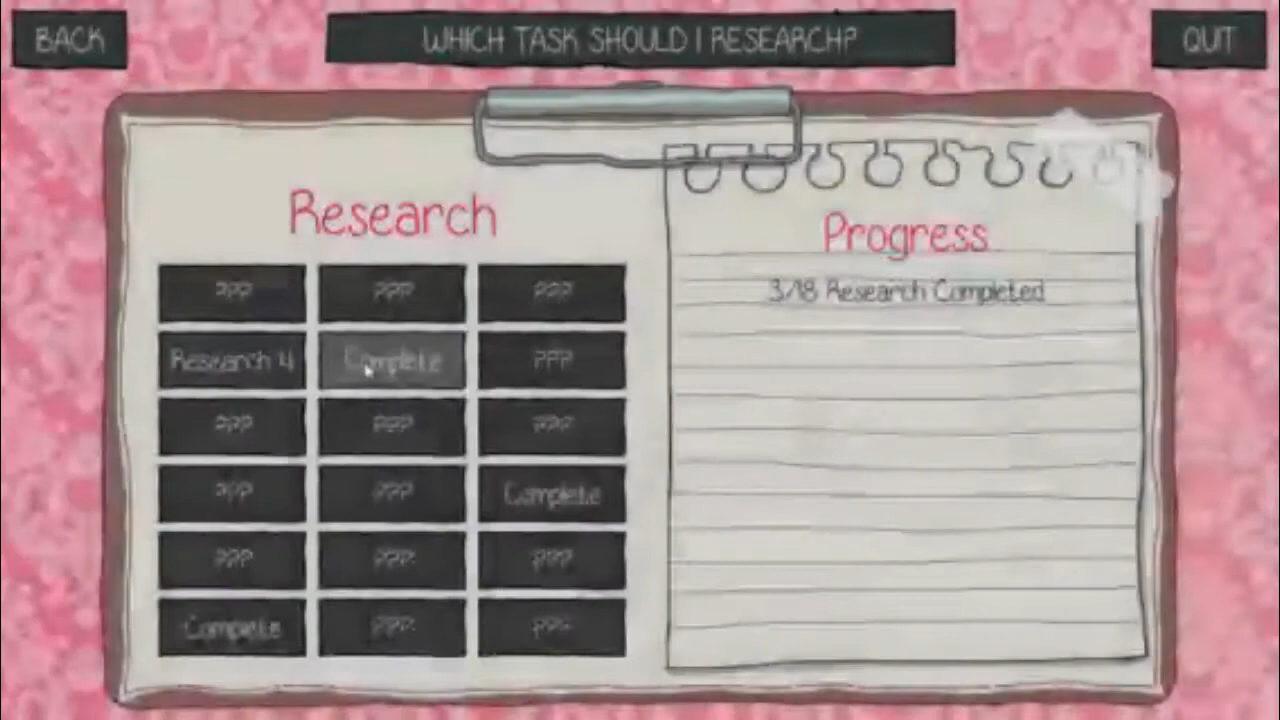 BACK
WHICH TASK SHOULD I RESEARCH?
QUIT
Research
??? ??? ???
Research 4 Complete ???
??? ??? ???
??? ??? Complete
??? ??? ???
Complete ??? ???
Progress
3/18 Research Completed